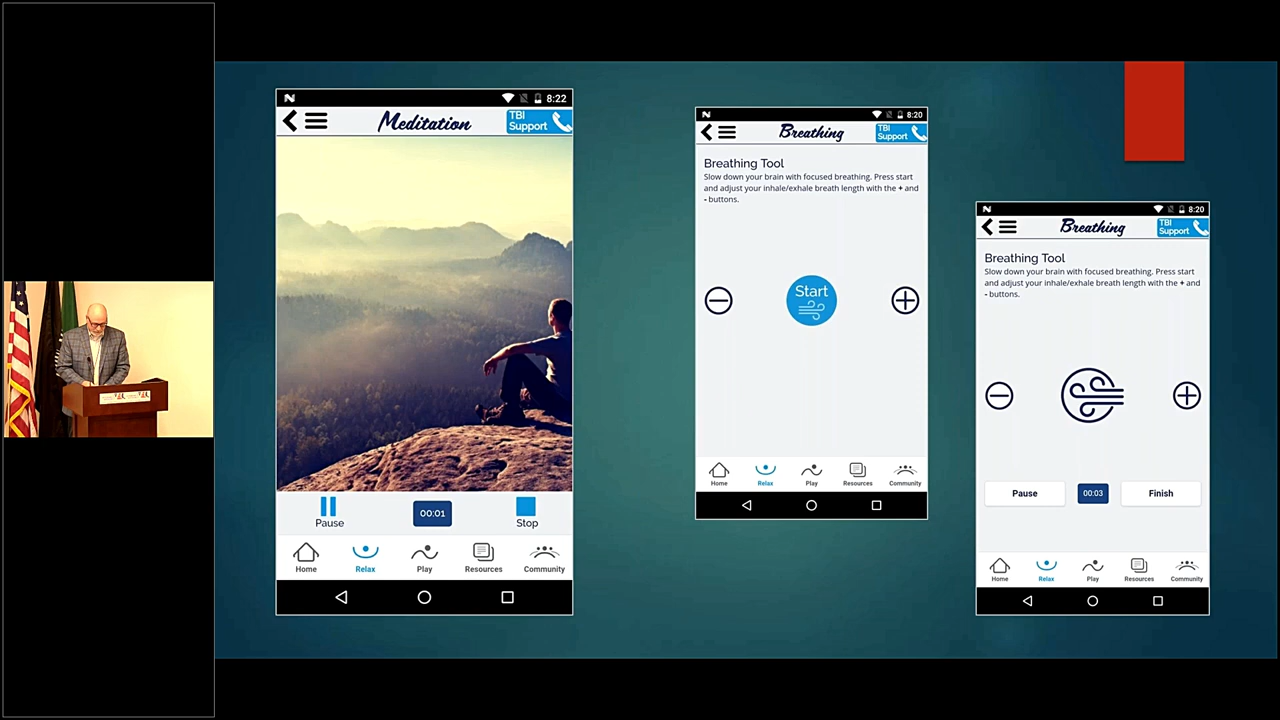 8:22
Meditation
TBI
Support
00:01
Pause
Stop
Home
Relax
Play
Resources
Community
8:20
Breathing
TBI
Support
Breathing Tool
Slow down your brain with focused breathing. Press start
and adjust your inhale/exhale breath length with the + and
- buttons.
Start
Home
Relax
Play
Resources
Community
8:20
Breathing
TBI
Support
Breathing Tool
Slow down your brain with focused breathing. Press start
and adjust your inhale/exhale breath length with the + and
- buttons.
Pause
00:03
Finish
Home
Relax
Play
Resources
Community